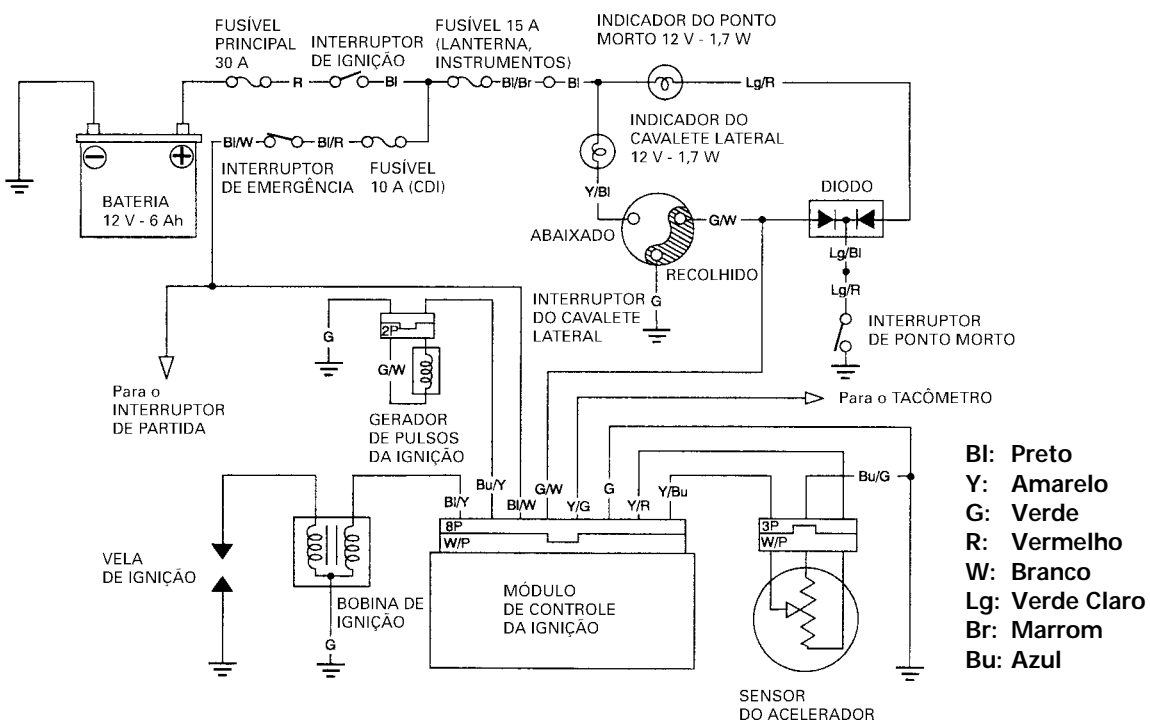 FUSÍVEL
PRINCIPAL
30 A
INTERRUPTOR
DE IGNIÇÃO
FUSÍVEL 15 A
(LANTERNA,
INSTRUMENTOS)
INDICADOR DO PONTO
MORTO 12 V - 1,7 W
R
Bl
Bl/Br
Bl
Lg/R
INDICADOR DO
CAVALETE LATERAL
12 V - 1,7 W
Bl/W
Bl/R
INTERRUPTOR
DE EMERGÊNCIA
FUSÍVEL
10 A (CDI)
BATERIA
12 V - 6 Ah
Y/Bl
G/W
DIODO
ABAIXADO
RECOLHIDO
Lg/Bl
Lg/R
INTERRUPTOR
DO CAVALETE
LATERAL
G
INTERRUPTOR
DE PONTO MORTO
G
2P
G/W
GERADOR
DE PULSOS
DA IGNIÇÃO
Para o
INTERRUPTOR
DE PARTIDA
Para o TACÔMETRO
Bl/Y
Bu/Y
Bl/W
G/W
Y/G
G
Y/R
Y/Bu
Bu/G
8P
W/P
3P
W/P
VELA
DE IGNIÇÃO
BOBINA DE
IGNIÇÃO
G
MÓDULO
DE CONTROLE
DA IGNIÇÃO
SENSOR
DO ACELERADOR
Bl: Preto
Y: Amarelo
G: Verde
R: Vermelho
W: Branco
Lg: Verde Claro
Br: Marrom
Bu: Azul